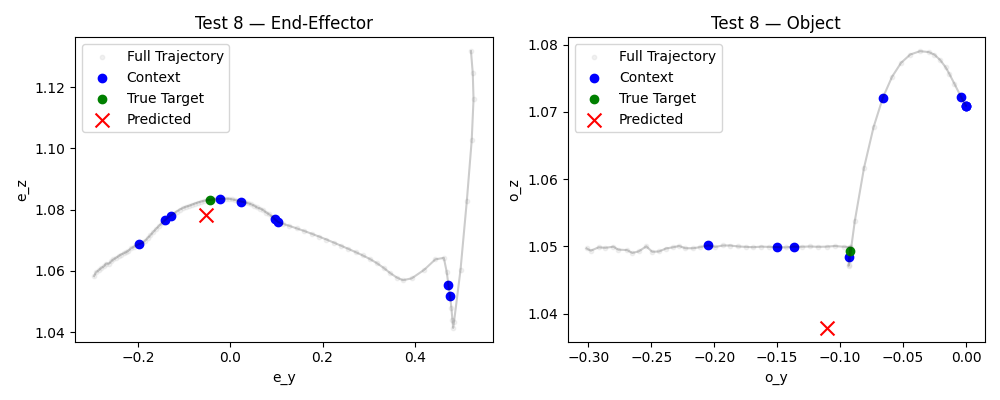 Test 8 — End-Effector
Full Trajectory
Context
True Target
Predicted
1.12
1.10
1.08
1.06
1.04
e_z
−0.2
0.0
0.2
0.4
e_y
Test 8 — Object
Full Trajectory
Context
True Target
Predicted
1.08
1.07
1.06
1.05
1.04
o_z
−0.30
−0.25
−0.20
−0.15
−0.10
−0.05
0.00
o_y